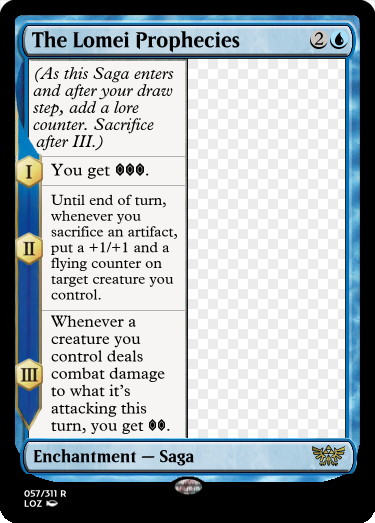 The Lomei Prophecies 2
(As this Saga enters
and after your draw
step, add a lore
counter. Sacrifice
after III.)
I
You get.
Until end of turn,
whenever you
sacrifice an artifact,
II
put a +1/+1 and a
flying counter on
target creature you
control.
Whenever a
creature you
control deals
III
combat damage
to what it's
attacking this
turn, you get.
Enchantment — Saga
057/311 R
LOZ